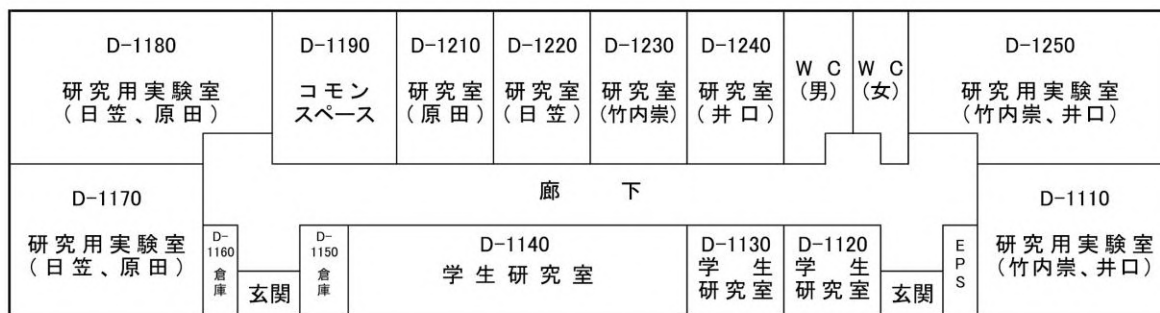 D-1180
研究用実験室
(日笠、原田)
D-1190
コモン
スペース
D-1210
研究室
(原田)
D-1220
研究室
(日笠)
D-1230
研究室
(竹内崇)
D-1240
研究室
(井口)
W C
(男)
W C
(女)
D-1250
研究用実験室
(竹内崇、井口)
廊 下
D-1170
研究用実験室
(日笠、原田)
D-
1160
倉
庫
玄関
D-
1150
倉
庫
D-1140
学生研究室
D-1130
学 生
研究室
D-1120
学 生
研究室
玄関
E
P
S
D-1110
研究用実験室
(竹内崇、井口)